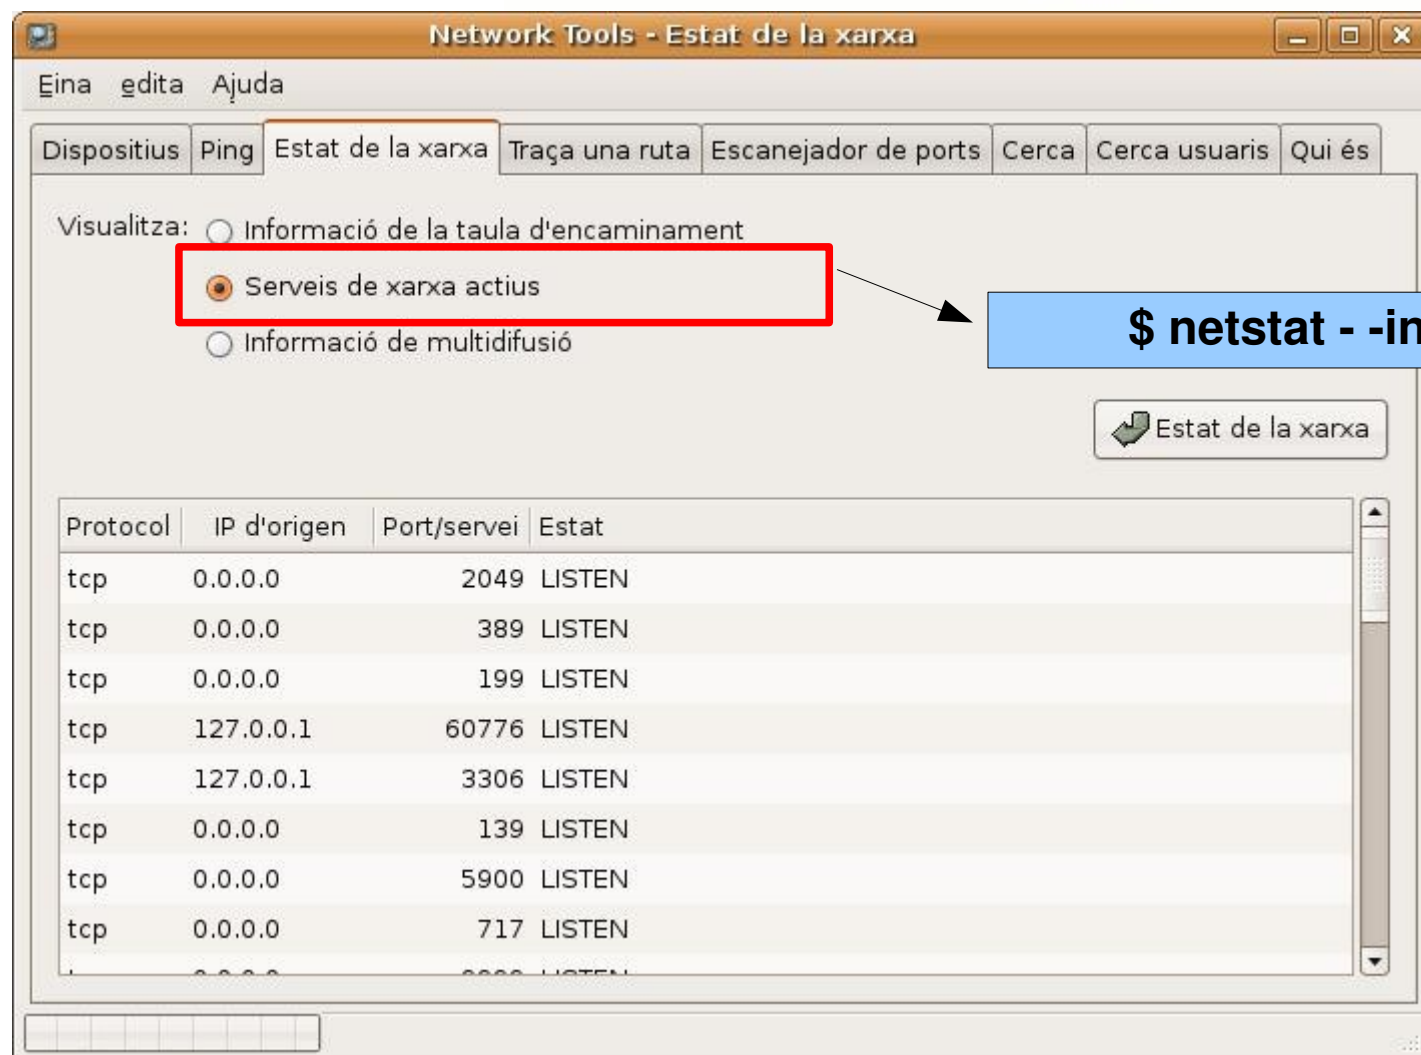 Network Tools - Estat de la xarxa
Eina edita Ajuda
Dispositius Ping Estat de la xarxa Traça una ruta Escanejador de ports Cerca Cerca usuaris Qui és
Visualitza: Informació de la taula d'encaminament
Serveis de xarxa actius
$ netstat - -in
Informació de multidifusió
Estat de la xarxa
Protocol IP d'origen Port/servei Estat
tcp 0.0.0.0 2049 LISTEN
tcp 0.0.0.0 389 LISTEN
tcp 0.0.0.0 199 LISTEN
tcp 127.0.0.1 60776 LISTEN
tcp 127.0.0.1 3306 LISTEN
tcp 0.0.0.0 139 LISTEN
tcp 0.0.0.0 5900 LISTEN
tcp 0.0.0.0 717 LISTEN